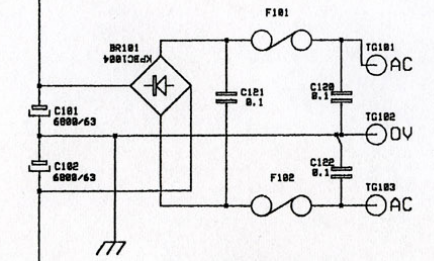 F101
BR101
KPBC1004
TG101
AC
C121
0.1
C120
0.1
C101
6800/63
TG102
0V
C102
6800/63
C122
0.1
F102
TG103
AC